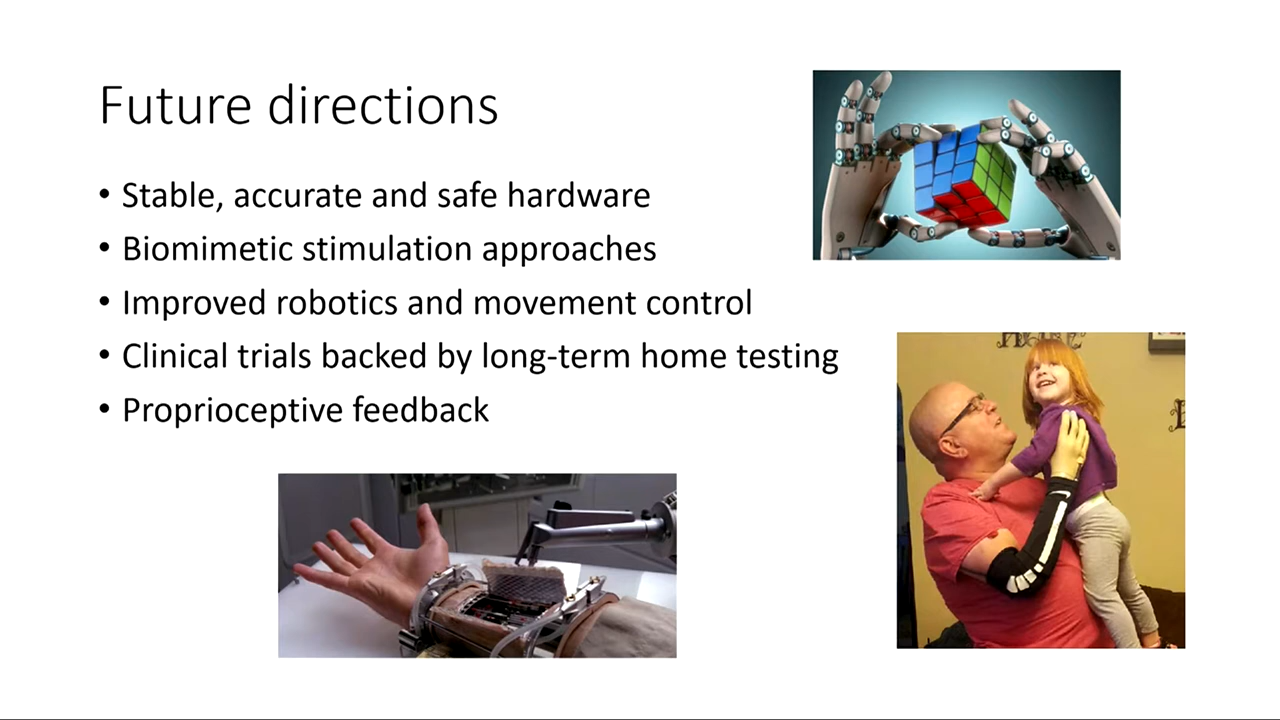 Future directions
• Stable, accurate and safe hardware
• Biomimetic stimulation approaches
• Improved robotics and movement control
• Clinical trials backed by long-term home testing
• Proprioceptive feedback